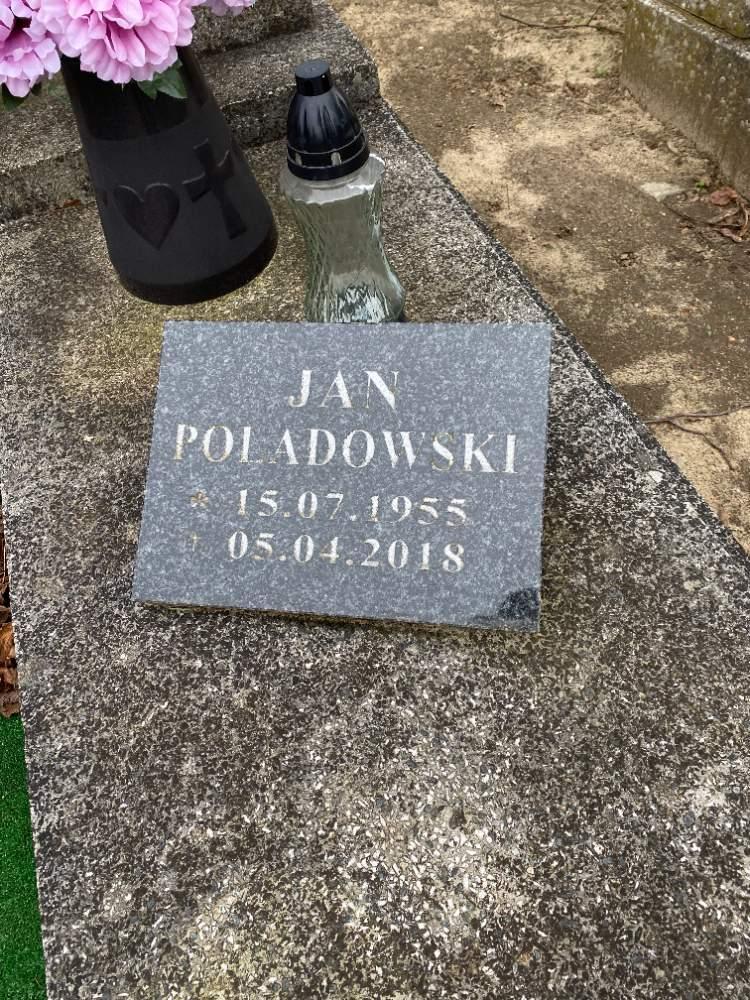 JAN
POLADOWSKI
* 15.07.1955
† 05.04.2018